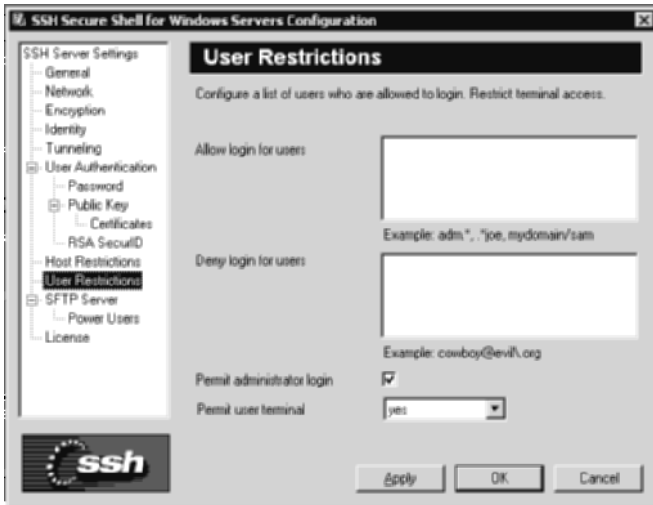 SSH Secure Shell for Windows Servers Configuration
SSH Server Settings
General
Network
Encryption
Identity
Tunneling
User Authentication
Password
Public Key
Certificates
RSA SecurID
Host Restrictions
User Restrictions
SFTP Server
Power Users
License
ssh
User Restrictions
Configure a list of users who are allowed to login. Restrict terminal access.
Allow login for users
Example: adm.*, .*joe, mydomain/sam
Deny login for users
Example: cowboy@evil\.org
Permit administrator login
Permit user terminal
yes
Apply
OK
Cancel